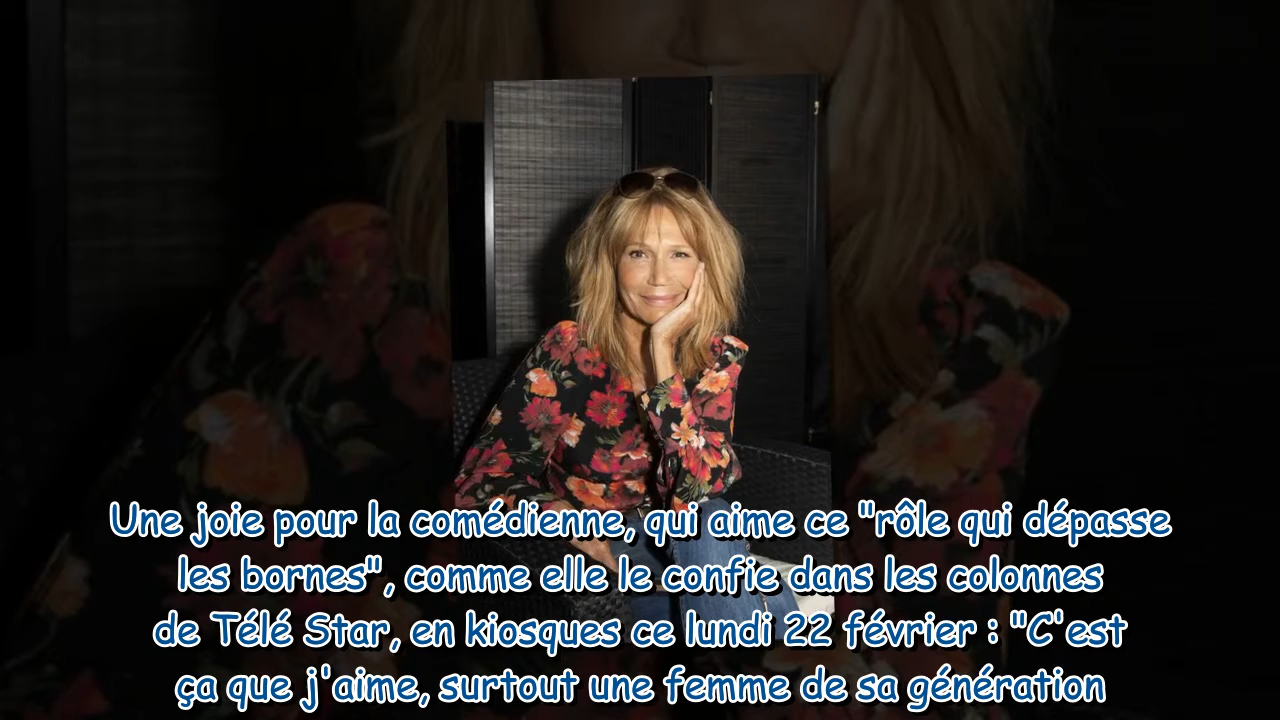 Une joie pour la comédienne, qui aime ce "rôle qui dépasse
les bornes", comme elle le confie dans les colonnes
de Télé Star, en kiosques ce lundi 22 février : "C'est
ça que j'aime, surtout une femme de sa génération